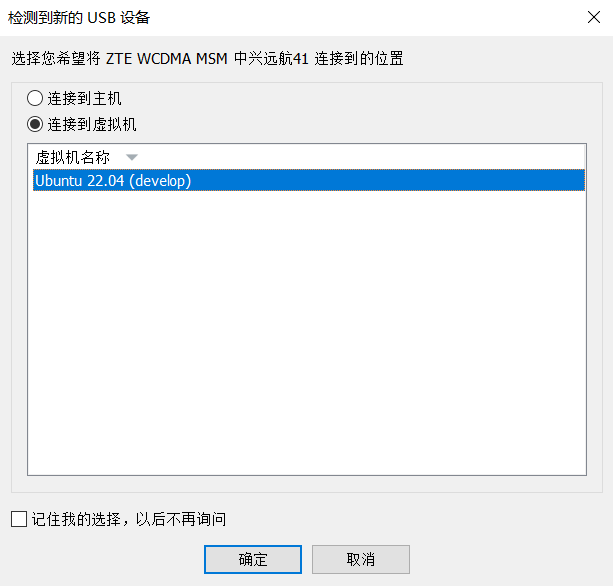 检测到新的 USB 设备
选择您希望将 ZTE WCDMA MSM 中兴远航41 连接到的位置
连接到主机
连接到虚拟机
虚拟机名称
Ubuntu 22.04 (develop)
记住我的选择，以后不再询问
确定
取消